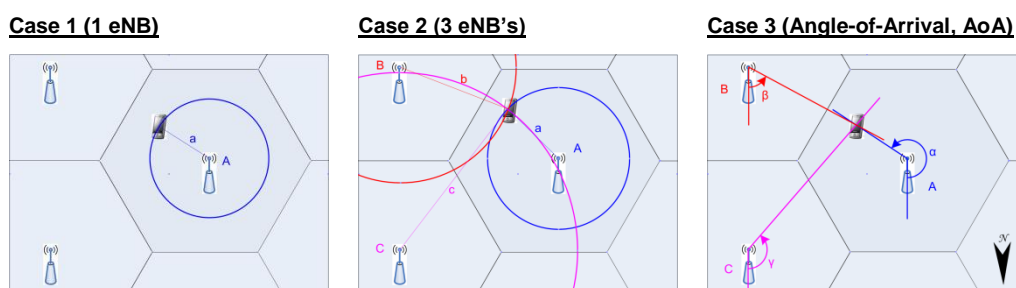 Case 1 (1 eNB)
a
A
Case 2 (3 eNB's)
B
b
a
A
c
C
Case 3 (Angle-of-Arrival, AoA)
B
β
α
A
C
γ
N